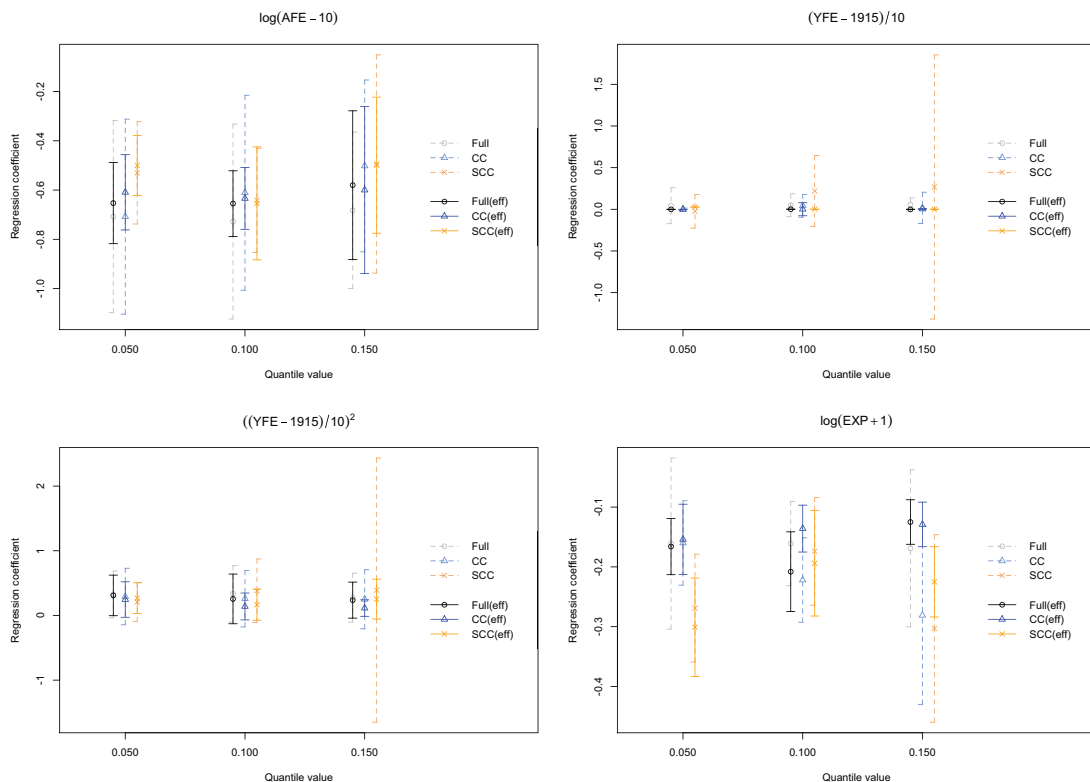 log(AFE − 10)
-0.2
-0.4
-0.6
-0.8
-1.0
Regression coefficient
Full
CC
SCC
Full(eff)
CC(eff)
SCC(eff)
0.050
0.100
0.150
Quantile value
(YFE − 1915)/10
1.5
1.0
0.5
0.0
-0.5
-1.0
Regression coefficient
Full
CC
SCC
Full(eff)
CC(eff)
SCC(eff)
0.050
0.100
0.150
Quantile value
((YFE − 1915)/10)²
2
1
0
-1
Regression coefficient
Full
CC
SCC
Full(eff)
CC(eff)
SCC(eff)
0.050
0.100
0.150
Quantile value
log(EXP + 1)
-0.1
-0.2
-0.3
-0.4
Regression coefficient
Full
CC
SCC
Full(eff)
CC(eff)
SCC(eff)
0.050
0.100
0.150
Quantile value